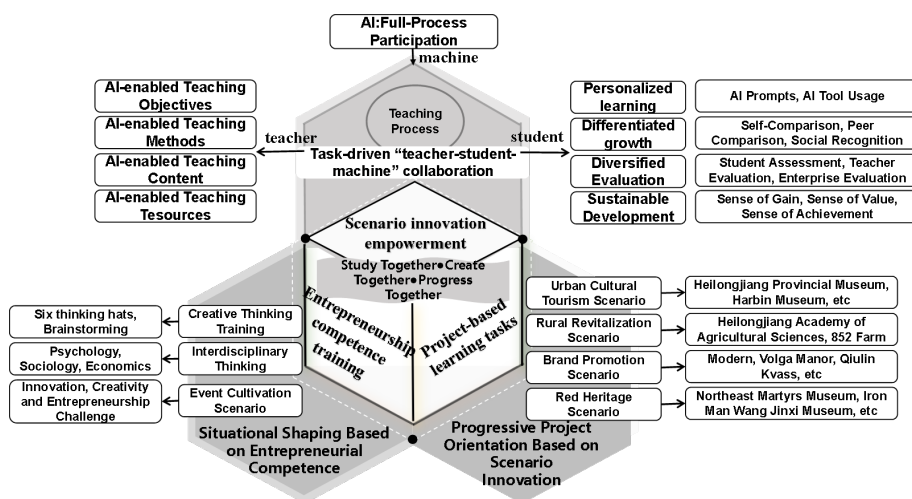 AI:Full-Process
Participation
machine
AI-enabled Teaching
Objectives
AI-enabled Teaching
Methods
AI-enabled Teaching
Content
AI-enabled Teaching
Tesources
teacher
Teaching
Process
student
Task-driven “teacher-student-
machine” collaboration
Personalized
learning
AI Prompts, AI Tool Usage
Differentiated
growth
Self-Comparison, Peer
Comparison, Social Recognition
Diversified
Evaluation
Student Assessment, Teacher
Evaluation, Enterprise Evaluation
Sustainable
Development
Sense of Gain, Sense of Value,
Sense of Achievement
Scenario innovation
empowerment
Study Together●Create
Together●Progress
Together
Entrepreneurship
competence
training
Project-based
learning tasks
Six thinking hats,
Brainstorming
Creative Thinking
Training
Psychology,
Sociology, Economics
Interdisciplinary
Thinking
Innovation, Creativity
and Entrepreneurship
Challenge
Event Cultivation
Scenario
Urban Cultural
Tourism Scenario
Heilongjiang Provincial Museum,
Harbin Museum, etc
Rural Revitalization
Scenario
Heilongjiang Academy of
Agricultural Sciences, 852 Farm
Brand Promotion
Scenario
Modern, Volga Manor, Qiulin
Kvass, etc
Red Heritage
Scenario
Northeast Martyrs Museum, Iron
Man Wang Jinxi Museum, etc
Situational Shaping Based
on Entrepreneurial
Competence
Progressive Project
Orientation Based on
Scenario
Innovation